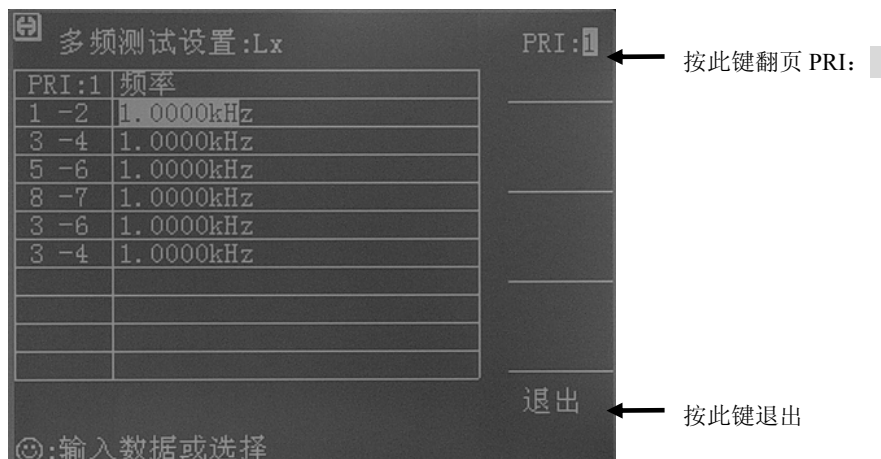 多频测试设置:Lx
PRI:1
按此键翻页 PRI:
PRI:1 频率
1 -2 1.0000kHz
3 -4 1.0000kHz
5 -6 1.0000kHz
8 -7 1.0000kHz
3 -6 1.0000kHz
3 -4 1.0000kHz
退出
按此键退出
:输入数据或选择